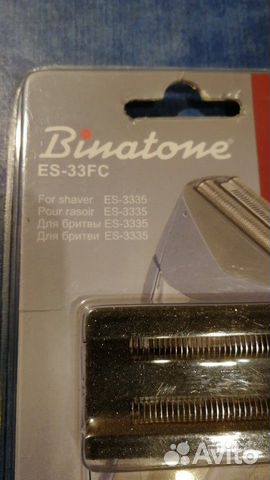 Binatone®
ES-33FC
For shaver ES-3335
Pour rasoir ES-3335
Для бритвы ES-3335
Для бритви ES-3335
Avito